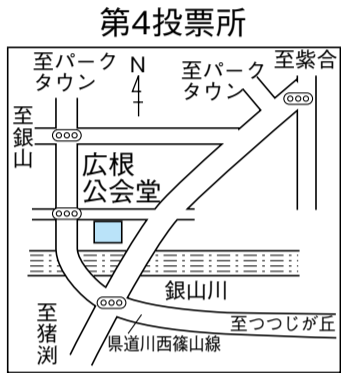 第4投票所
至パーク
タウン
N
至パーク
タウン
至紫合
至銀山
広根
公会堂
銀山川
至つつじが丘
至猪渕
県道川西篠山線